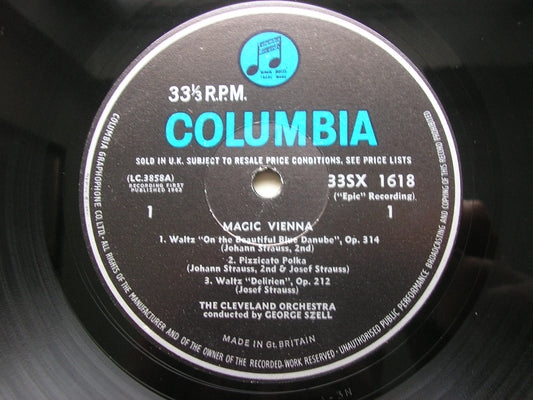 33⅓ R.P.M.
COLUMBIA
SOLD IN U.K. SUBJECT TO RESALE PRICE CONDITIONS, SEE PRICE LISTS
(LC.3858A)
RECORDING FIRST
PUBLISHED 1962
33SX 1618
("Epic" Recording)
1
1
MAGIC VIENNA
1. Waltz "On the Beautiful Blue Danube", Op. 314
(Johann Strauss, 2nd)
2. Pizzicato Polka
(Johann Strauss, 2nd & Josef Strauss)
3. Waltz "Delirien", Op. 212
(Josef Strauss)
THE CLEVELAND ORCHESTRA
conducted by GEORGE SZELL
MADE IN Gt. BRITAIN
COLUMBIA GRAPHOPHONE CO. LTD. - ALL RIGHTS OF THE MANUFACTURER AND OF THE OWNER OF THE RECORDED WORK RESERVED - UNAUTHORISED PUBLIC PERFORMANCE BROADCASTING AND COPYING OF THIS RECORD PROHIBITED